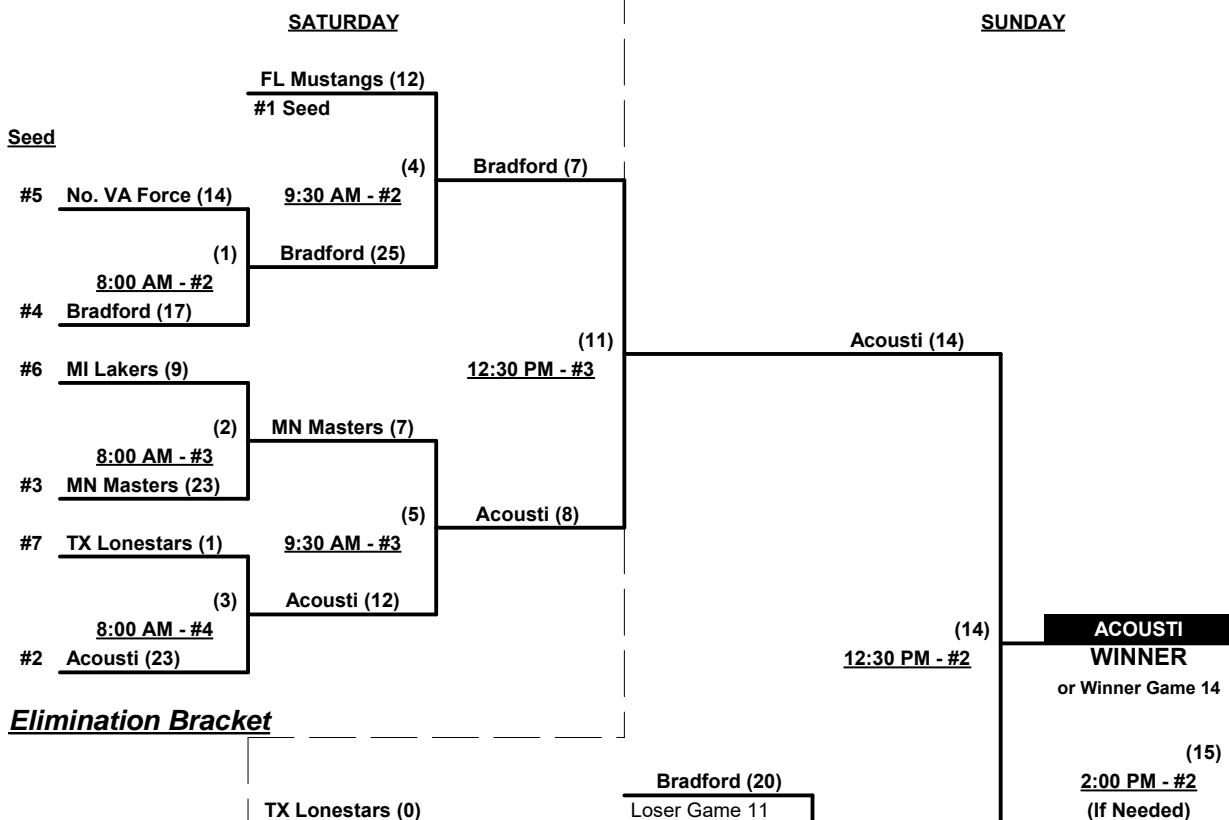 SATURDAY
SUNDAY
FL Mustangs (12)
#1 Seed
Seed
(4)
Bradford (7)
#5 No. VA Force (14)
9:30 AM - #2
(1)
Bradford (25)
8:00 AM - #2
#4 Bradford (17)
(11)
Acousti (14)
#6 MI Lakers (9)
12:30 PM - #3
(2)
MN Masters (7)
8:00 AM - #3
#3 MN Masters (23)
(5)
Acousti (8)
#7 TX Lonestars (1)
9:30 AM - #3
(3)
Acousti (12)
8:00 AM - #4
#2 Acousti (23)
(14)
12:30 PM - #2
ACOUSTI
WINNER
or Winner Game 14
Elimination Bracket
(15)
2:00 PM - #2
(If Needed)
Bradford (20)
Loser Game 11
TX Lonestars (0)